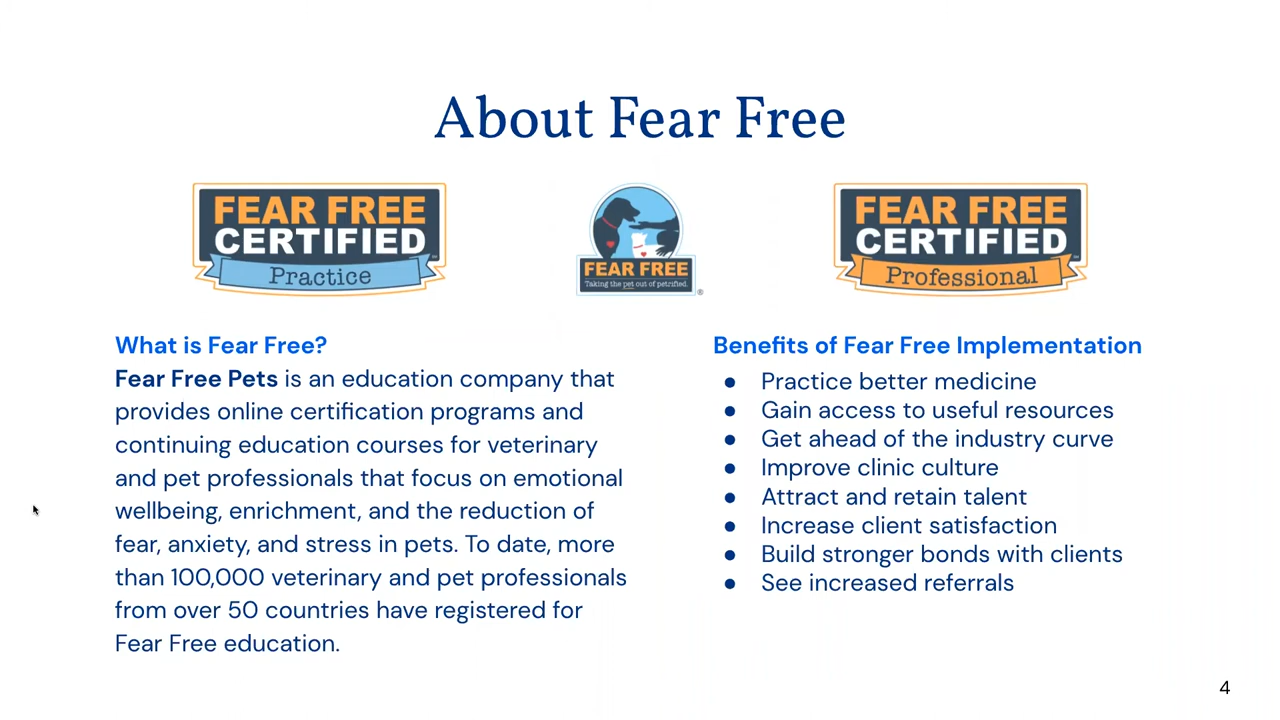 About Fear Free
FEAR FREE
CERTIFIED
Practice
FEAR FREE
Taking the pet out of petrified.
®
FEAR FREE
CERTIFIED
Professional
What is Fear Free?
Fear Free Pets is an education company that
provides online certification programs and
continuing education courses for veterinary
and pet professionals that focus on emotional
wellbeing, enrichment, and the reduction of
fear, anxiety, and stress in pets. To date, more
than 100,000 veterinary and pet professionals
from over 50 countries have registered for
Fear Free education.
Benefits of Fear Free Implementation
● Practice better medicine
● Gain access to useful resources
● Get ahead of the industry curve
● Improve clinic culture
● Attract and retain talent
● Increase client satisfaction
● Build stronger bonds with clients
● See increased referrals
4